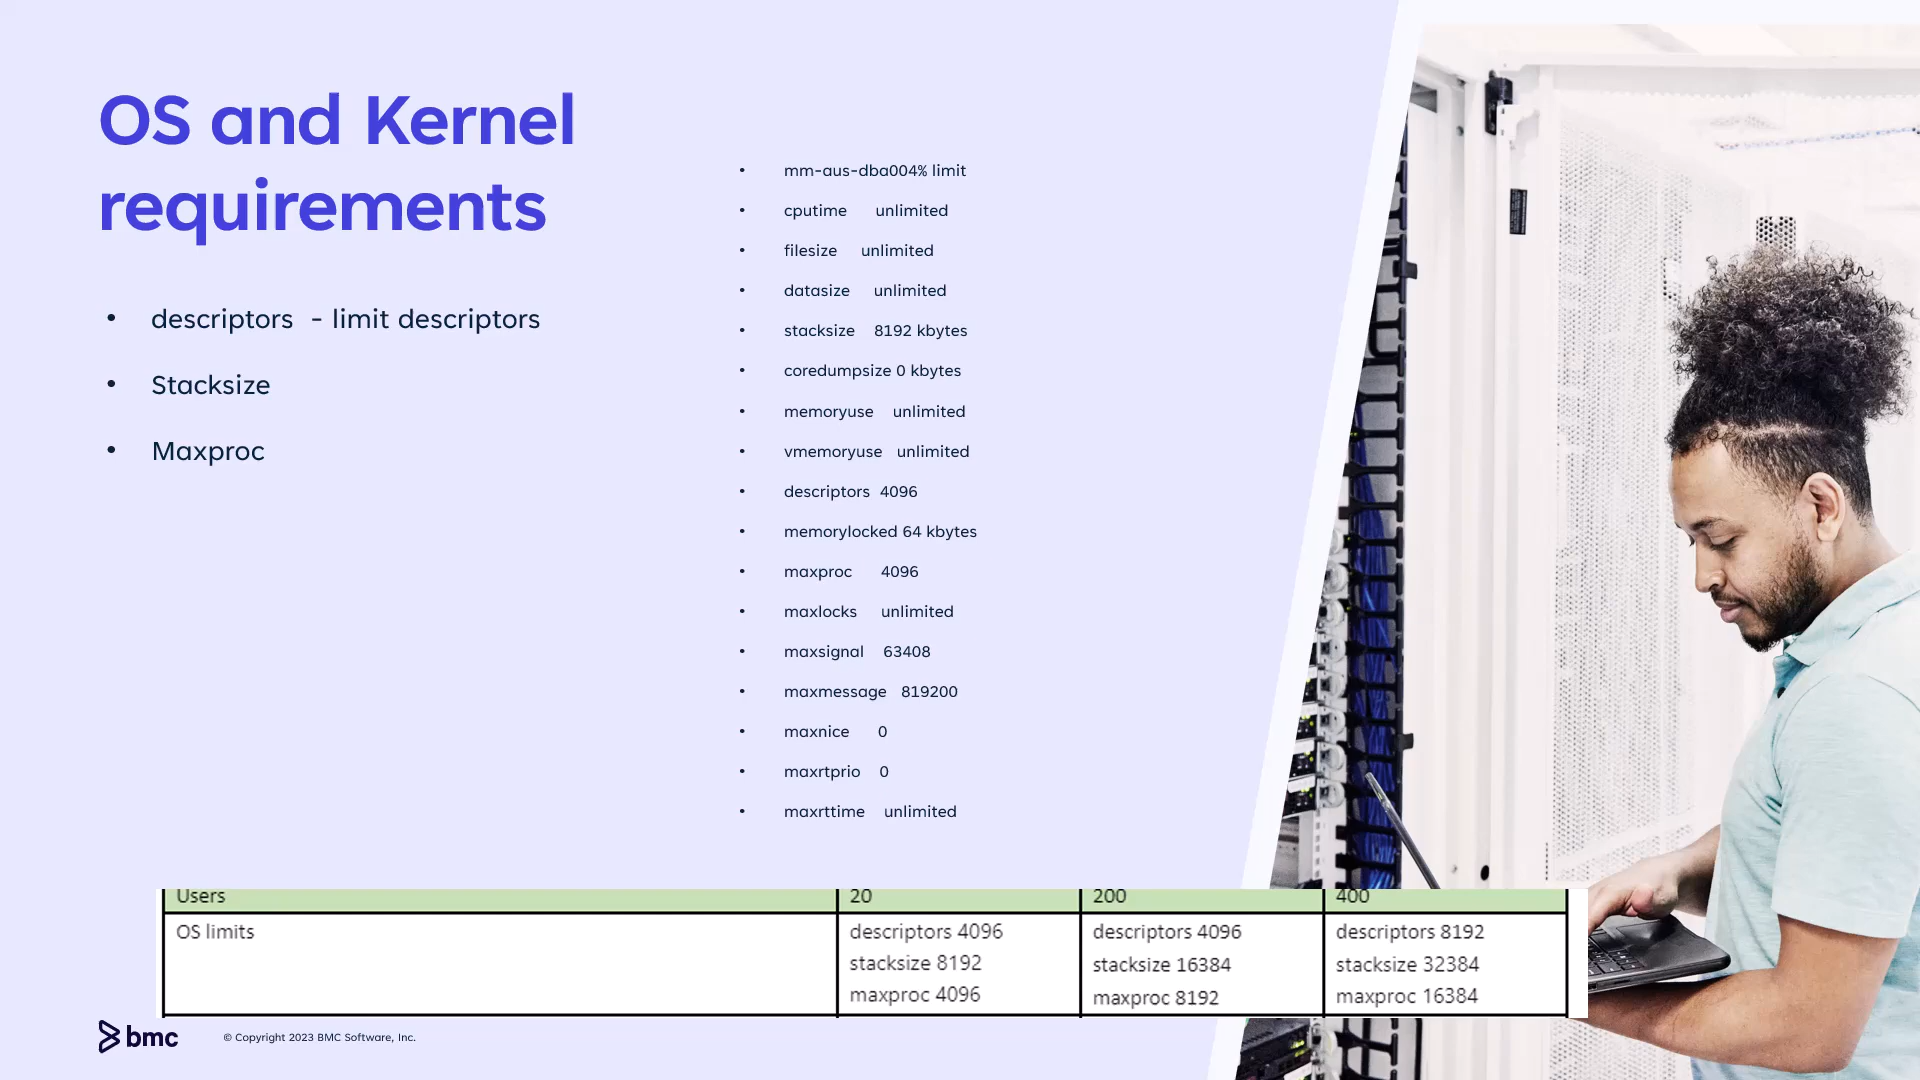 OS and Kernel
requirements
• descriptors - limit descriptors
• Stacksize
• Maxproc
• mm-aus-dba004% limit
• cputime unlimited
• filesize unlimited
• datasize unlimited
• stacksize 8192 kbytes
• coredumpsize 0 kbytes
• memoryuse unlimited
• vmemoryuse unlimited
• descriptors 4096
• memorylocked 64 kbytes
• maxproc 4096
• maxlocks unlimited
• maxsignal 63408
• maxmessage 819200
• maxnice 0
• maxrtprio 0
• maxrttime unlimited
Users 20 200 400
OS limits descriptors 4096 descriptors 4096 descriptors 8192
stacksize 8192 stacksize 16384 stacksize 32384
maxproc 4096 maxproc 8192 maxproc 16384
bmc © Copyright 2023 BMC Software, Inc.